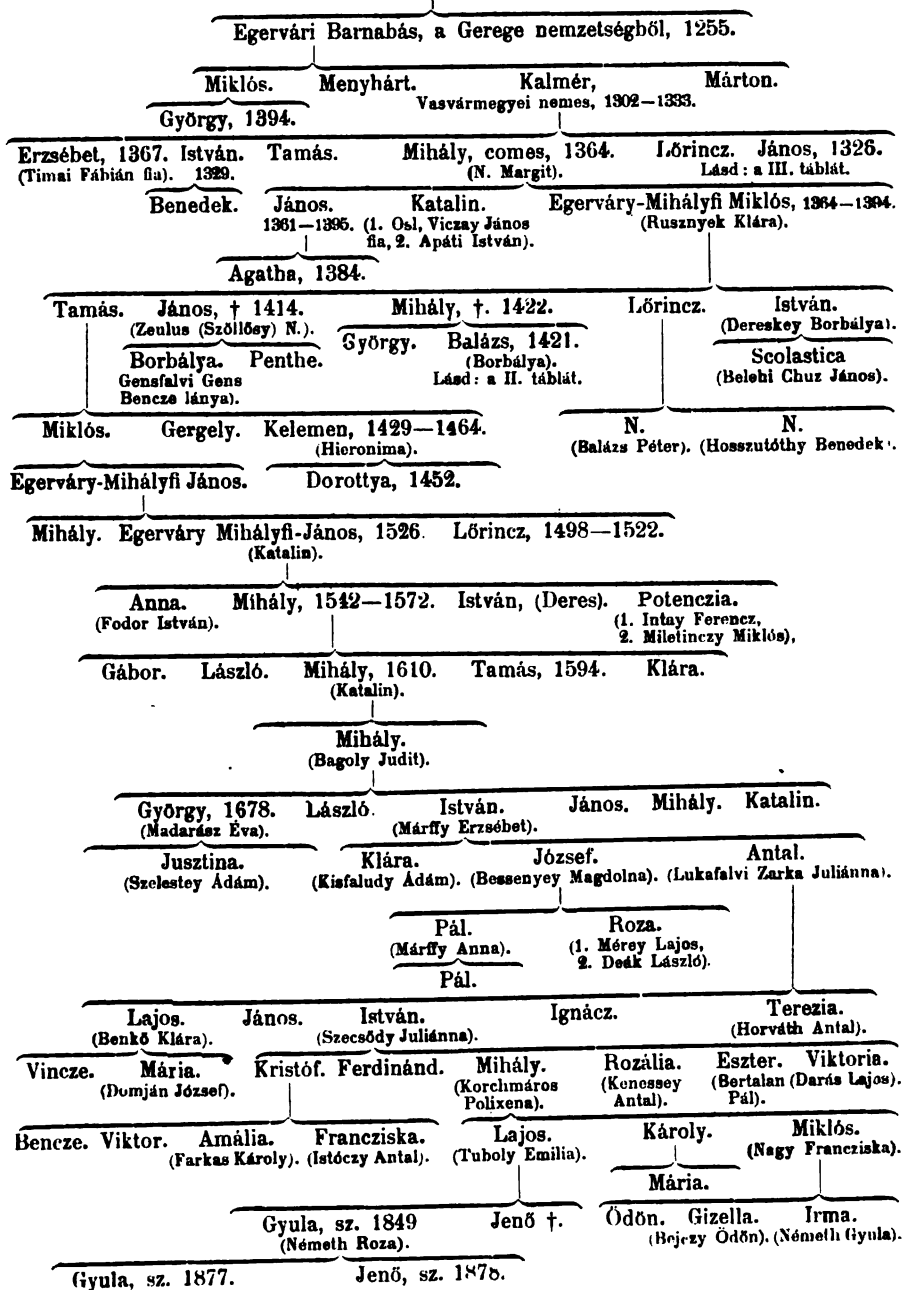 Egervári Barnabás, a Gerege nemzetségből, 1255.
Miklós. Menyhárt. Kalmér, Márton.
Vasvármegyei nemes, 1302—1333.
György, 1394.
Erzsébet, 1367. István. Tamás. Mihály, comes, 1364. Lőrincz. János, 1326.
(Timai Fábián fia). 1329. (N. Margit). Lásd: a III. táblát.
Benedek. János. Katalin. Egerváry-Mihályfi Miklós, 1364—1394.
1361—1395. (1. Osl, Viczay János (Rusznyek Klára).
fia, 2. Apáti István).
Agatha, 1384.
Tamás. János, † 1414. Mihály, †. 1422. Lőrincz. István.
(Zeulus (Szöllősy) N.). (Dereskey Borbálya).
György. Balázs, 1421. Scolastica
Borbálya. Penthe. (Borbálya). (Belehi Chuz János).
Gensfalvi Gens Lásd: a II. táblát.
Bencze lánya).
Miklós. Gergely. Kelemen, 1429—1464. N. N.
(Hieronima). (Balázs Péter). (Hosszutóthy Benedek).
Egerváry-Mihályfi János. Dorottya, 1452.
Mihály. Egerváry Mihályfi-János, 1526. Lőrincz, 1498—1522.
(Katalin).
Anna. Mihály, 1542—1572. István, (Deres). Potenczia.
(Fodor István). (1. Intay Ferencz,
2. Miletinczy Miklós),
Gábor. László. Mihály, 1610. Tamás, 1594. Klára.
(Katalin).
Mihály.
(Bagoly Judit).
György, 1678. László. István. János. Mihály. Katalin.
(Madarász Éva). (Márffy Erzsébet).
Jusztina. Klára. József. Antal.
(Szelestey Ádám). (Kisfaludy Ádám). (Bessenyey Magdolna). (Lukafalvi Zarka Juliánna).
Pál. Roza.
(Márffy Anna). (1. Mérey Lajos,
2. Deák László).
Pál.
Lajos. János. István. Ignácz. Terezia.
(Benkő Klára). (Szecsődy Juliánna). (Horváth Antal).
Vincze. Mária. Kristóf. Ferdinánd. Mihály. Rozália. Eszter. Viktoria.
(Domján József). (Korchmáros (Kenessey (Bertalan (Darás Lajos).
Polixena). Antal). Pál).
Bencze. Viktor. Amália. Francziska. Lajos. Károly. Miklós.
(Farkas Károly). (Istóczy Antal). (Tuboly Emilia). (Nagy Francziska).
Mária.
Gyula, sz. 1849 Jenő †. Ödön. Gizella. Irma.
(Németh Roza). (Bejczy Ödön). (Németh Gyula).
Gyula, sz. 1877. Jenő, sz. 1878.